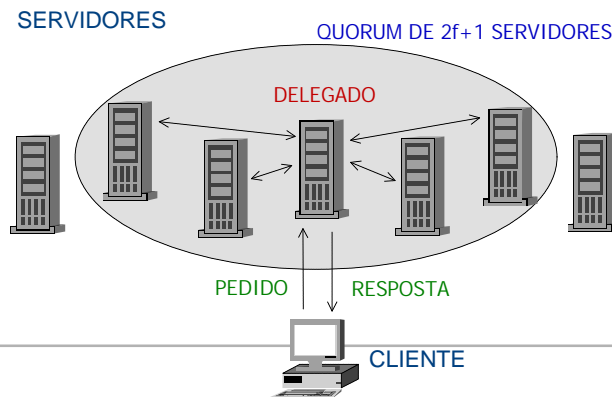 SERVIDORES
QUORUM DE 2f+1 SERVIDORES
DELEGADO
PEDIDO
RESPOSTA
CLIENTE